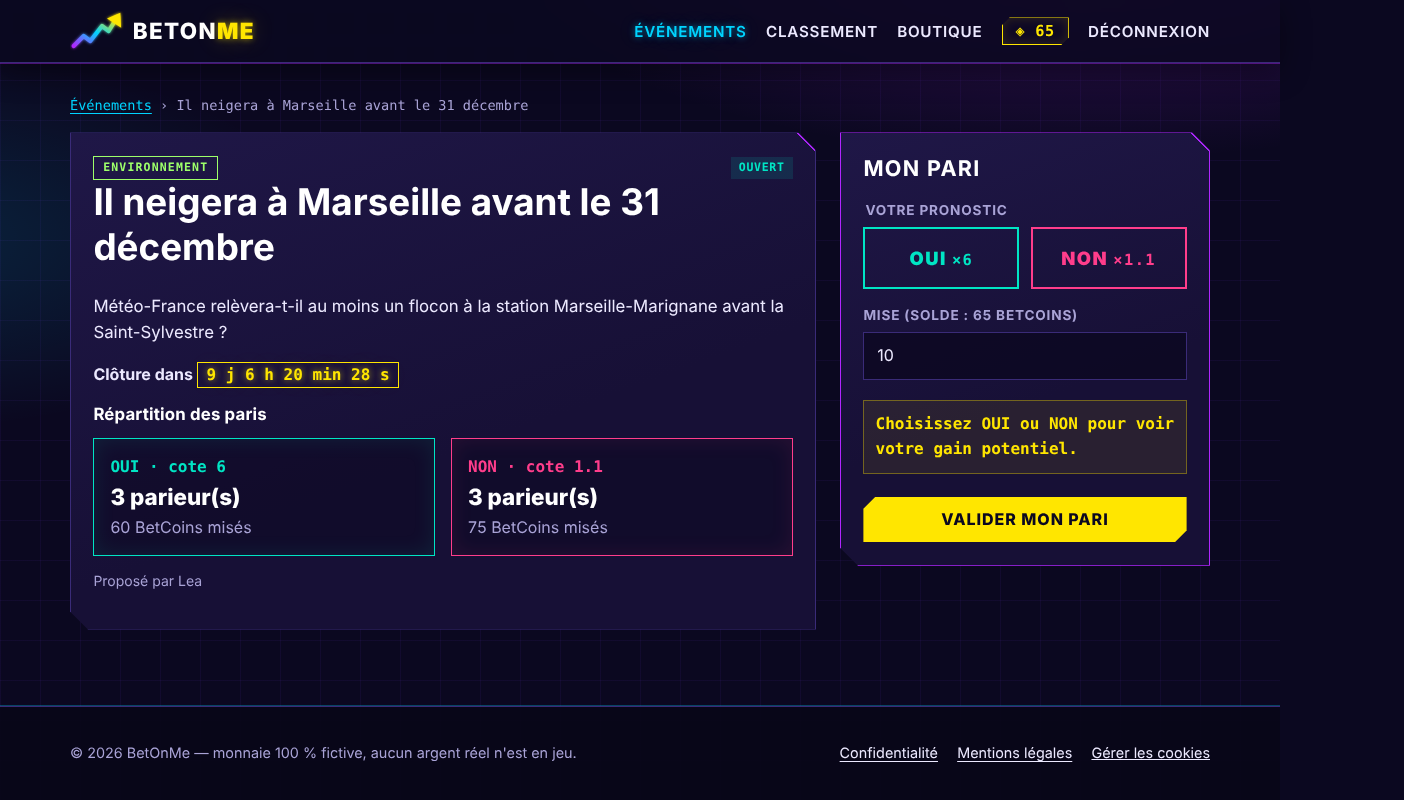 BETONME
ÉVÉNEMENTS CLASSEMENT BOUTIQUE ◈ 65 DÉCONNEXION
Événements › Il neigera à Marseille avant le 31 décembre
ENVIRONNEMENT
OUVERT
Il neigera à Marseille avant le 31
décembre
Météo-France relèvera-t-il au moins un flocon à la station Marseille-Marignane avant la
Saint-Sylvestre ?
Clôture dans 9 j 6 h 20 min 28 s
Répartition des paris
OUI · cote 6
3 parieur(s)
60 BetCoins misés
NON · cote 1.1
3 parieur(s)
75 BetCoins misés
Proposé par Lea
MON PARI
VOTRE PRONOSTIC
OUI ×6
NON ×1.1
MISE (SOLDE : 65 BETCOINS)
10
Choisissez OUI ou NON pour voir
votre gain potentiel.
VALIDER MON PARI
© 2026 BetOnMe — monnaie 100 % fictive, aucun argent réel n'est en jeu.
Confidentialité Mentions légales Gérer les cookies